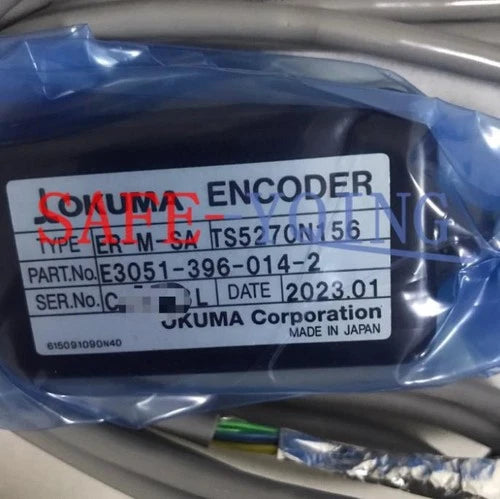 OKUMA ENCODER
TYPE ER-M-SA TS5270N156
PART.No. E3051-396-014-2
SER.No. C L DATE 2023.01
OKUMA Corporation
MADE IN JAPAN
615091090N40
SAFE-YOING